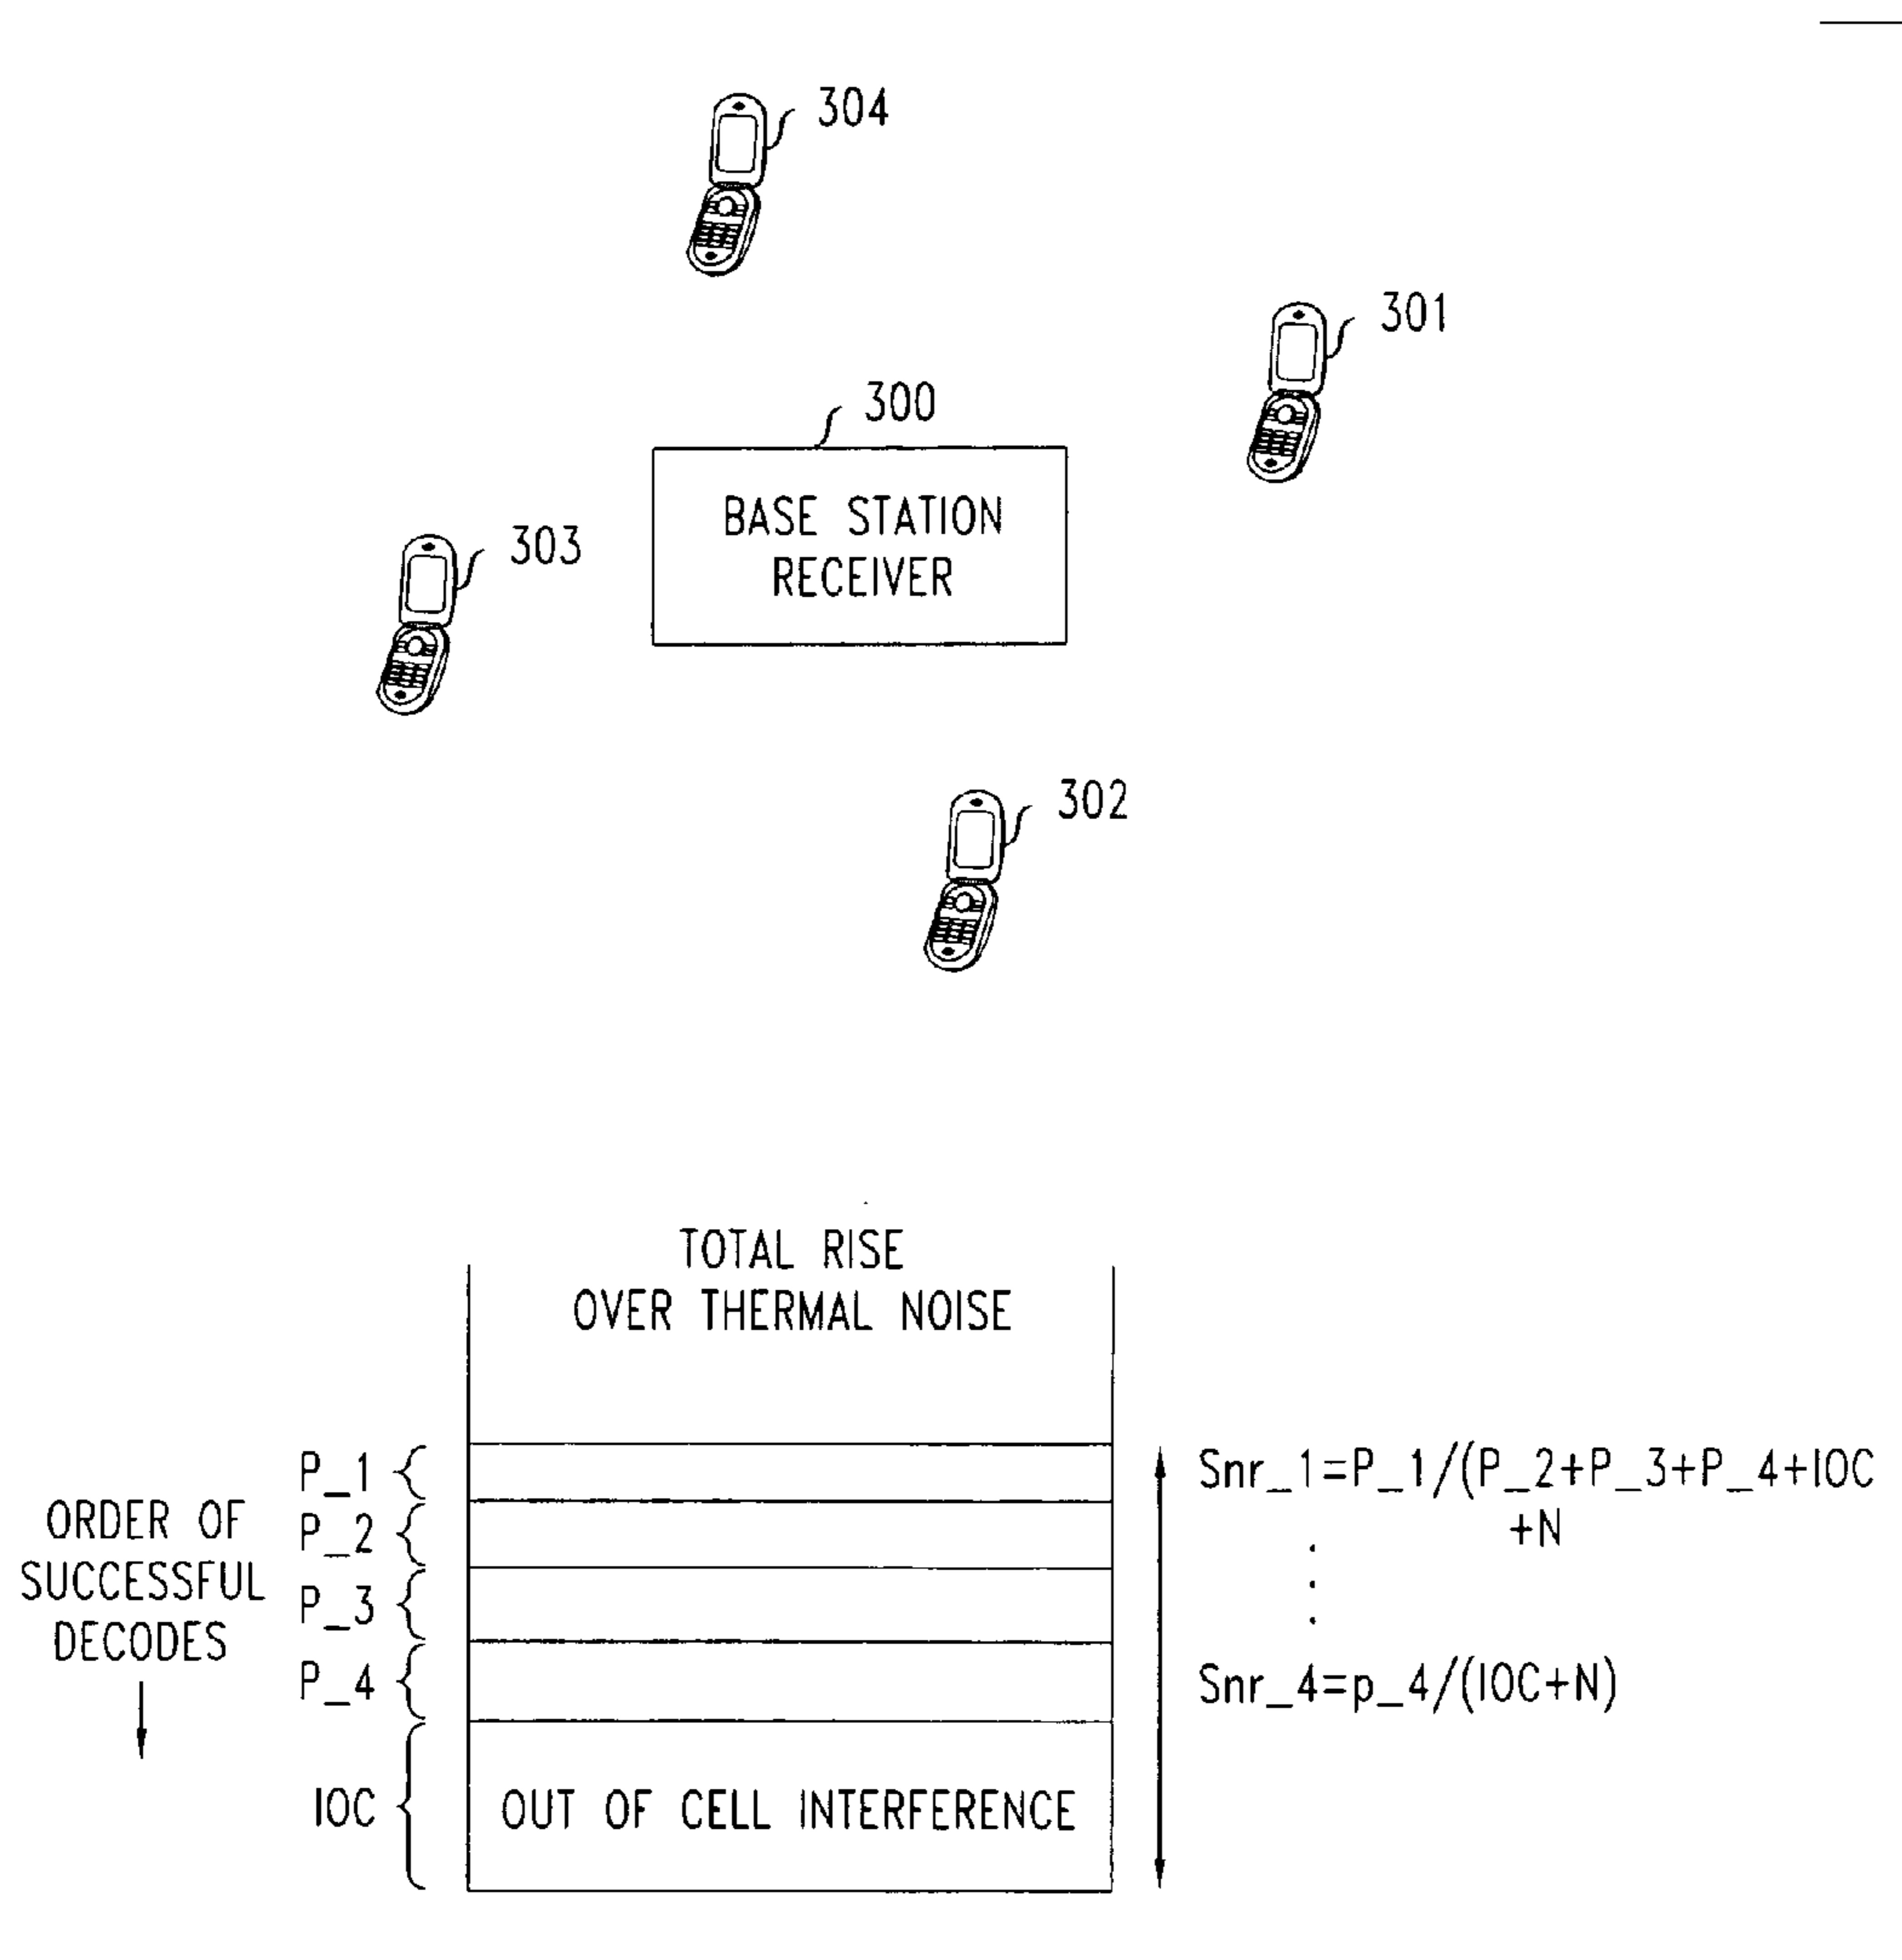 304
301
300
BASE STATION
RECEIVER
303
302
TOTAL RISE
OVER THERMAL NOISE
ORDER OF
SUCCESSFUL
DECODES
P_1
P_2
P_3
P_4
IOC
OUT OF CELL INTERFERENCE
Snr_1=P_1/(P_2+P_3+P_4+IOC
+N
Snr_4=p_4/(IOC+N)